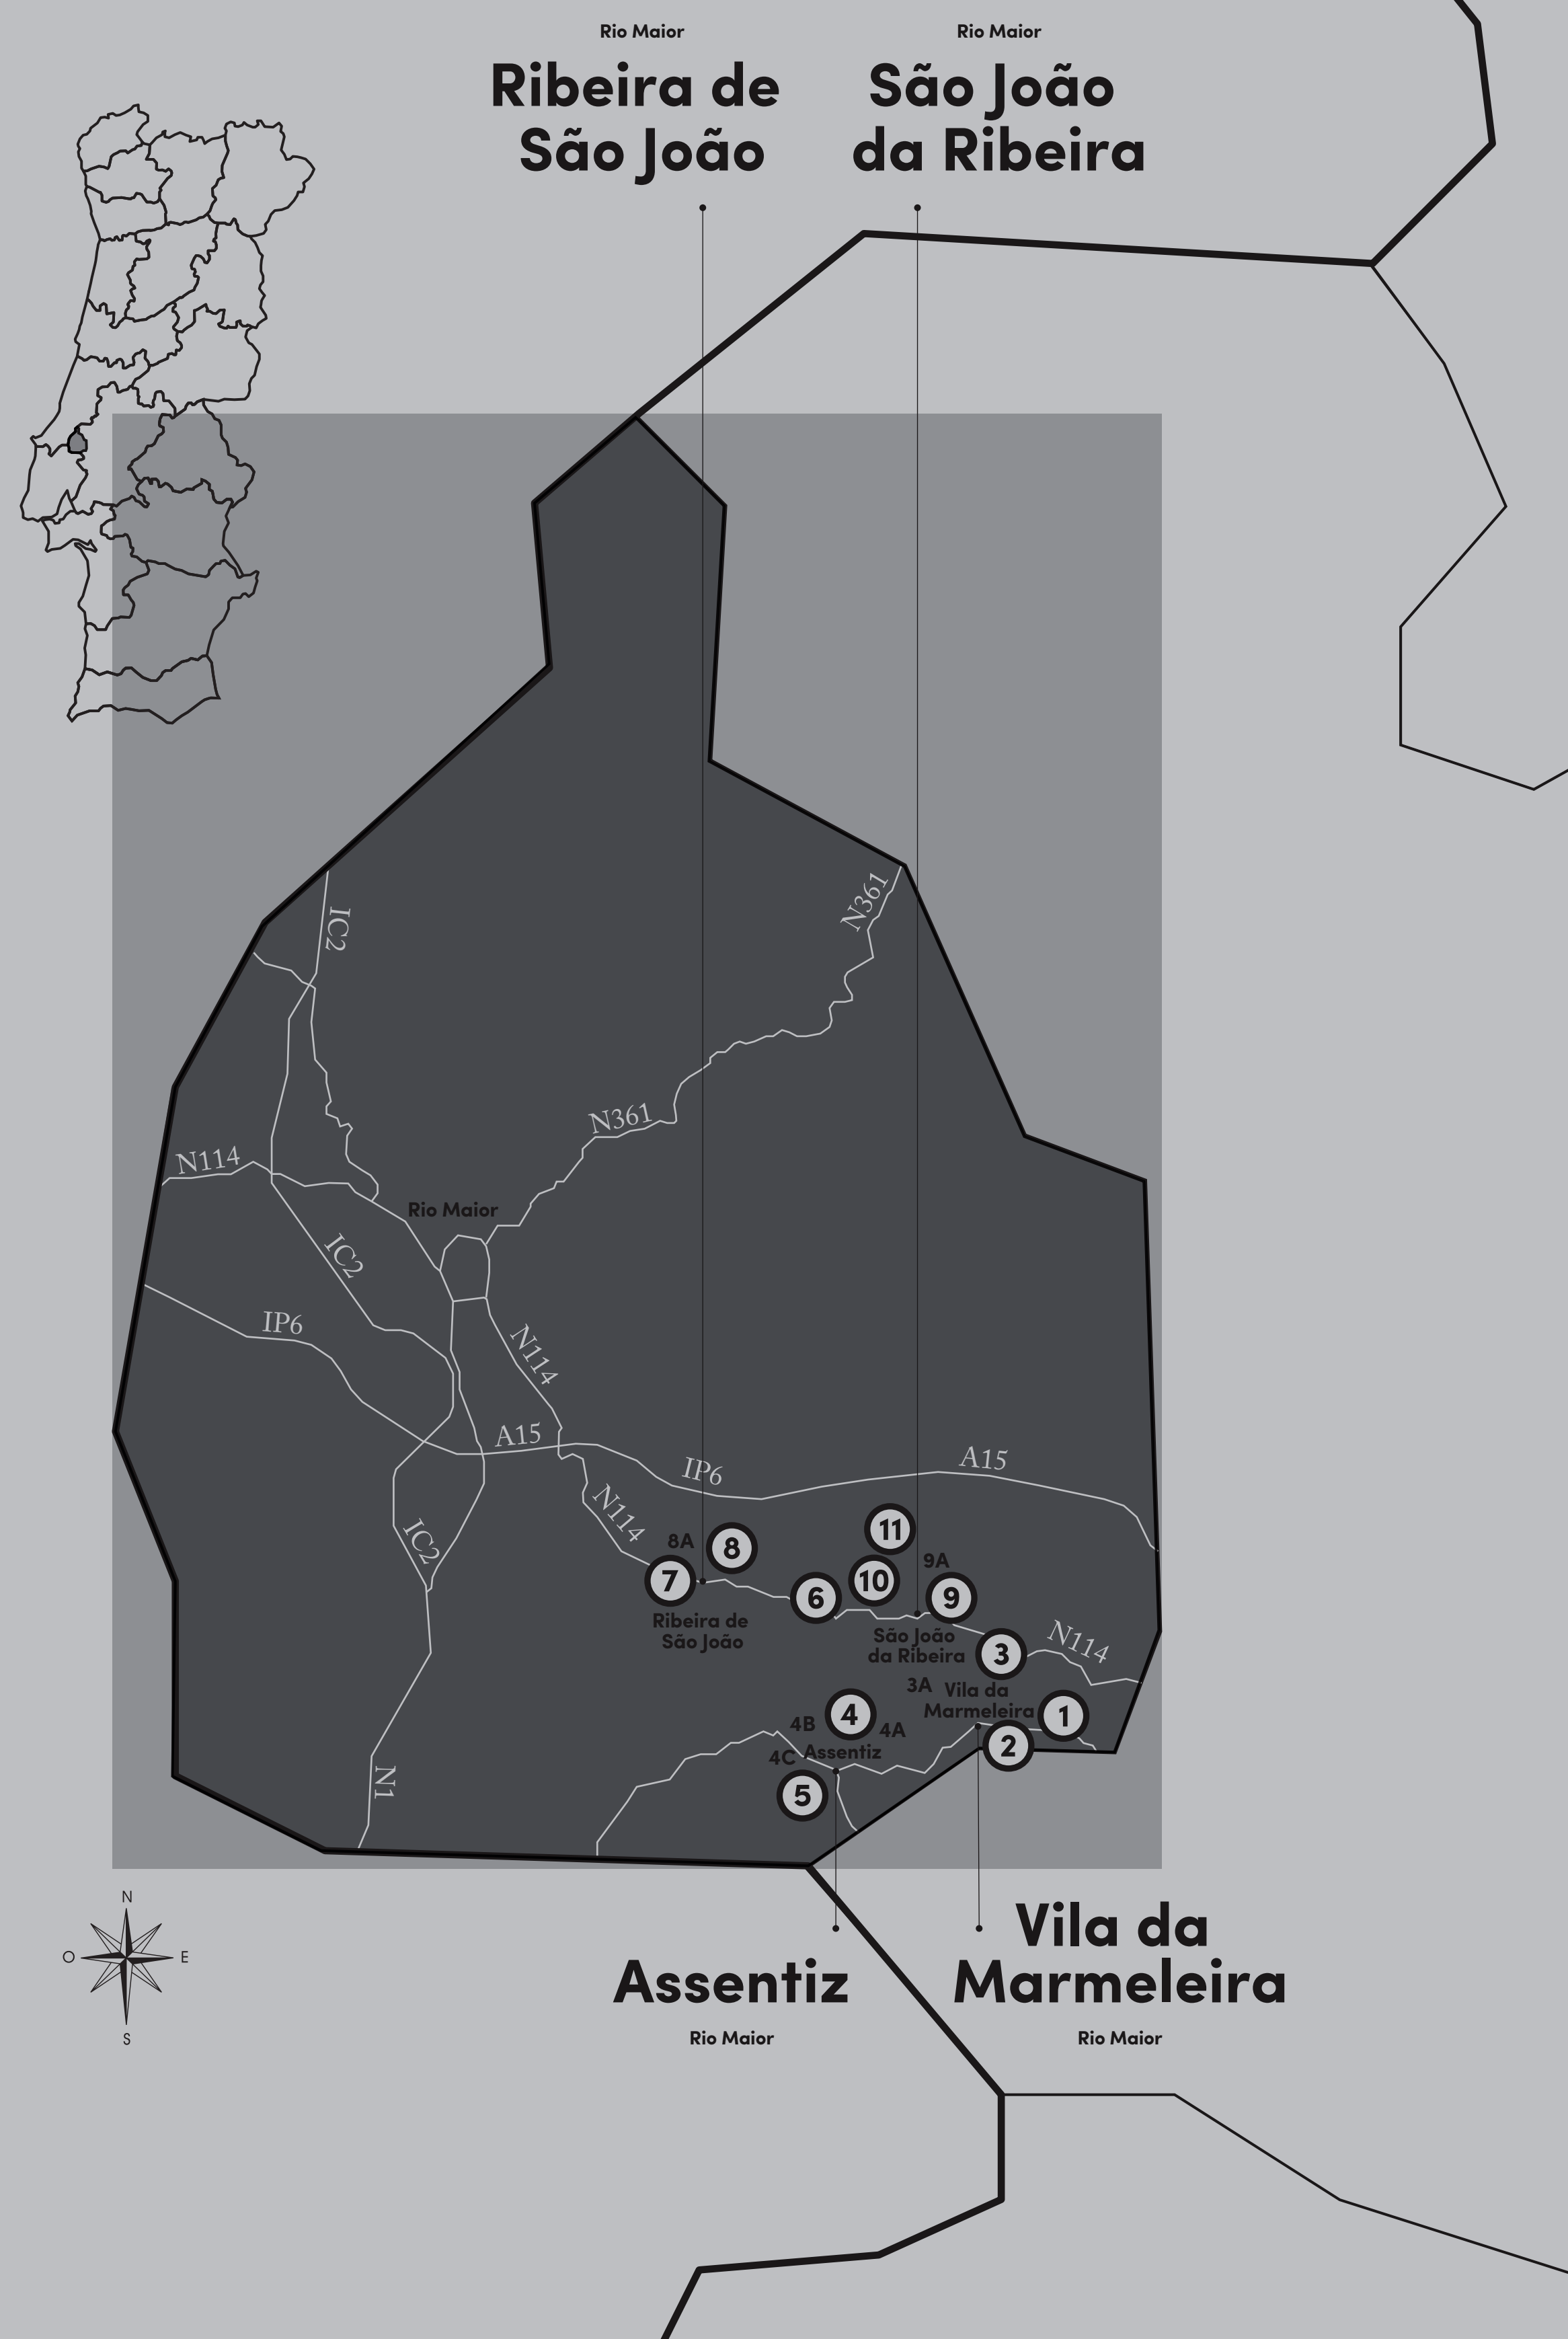 Rio Maior
Ribeira de
São João
Rio Maior
São João
da Ribeira
IC2
N361
N361
N114
Rio Maior
IC2
IP6
N114
A15
IP6
A15
N114
IC2
11
8A
8
9A
7
10
6
9
Ribeira de
São João
São João
da Ribeira
N114
3
3A
Vila da
Marmeleira
4B
4
4A
1
2
4C
Assentiz
5
N1
N
O
E
S
Assentiz
Rio Maior
Vila da
Marmeleira
Rio Maior